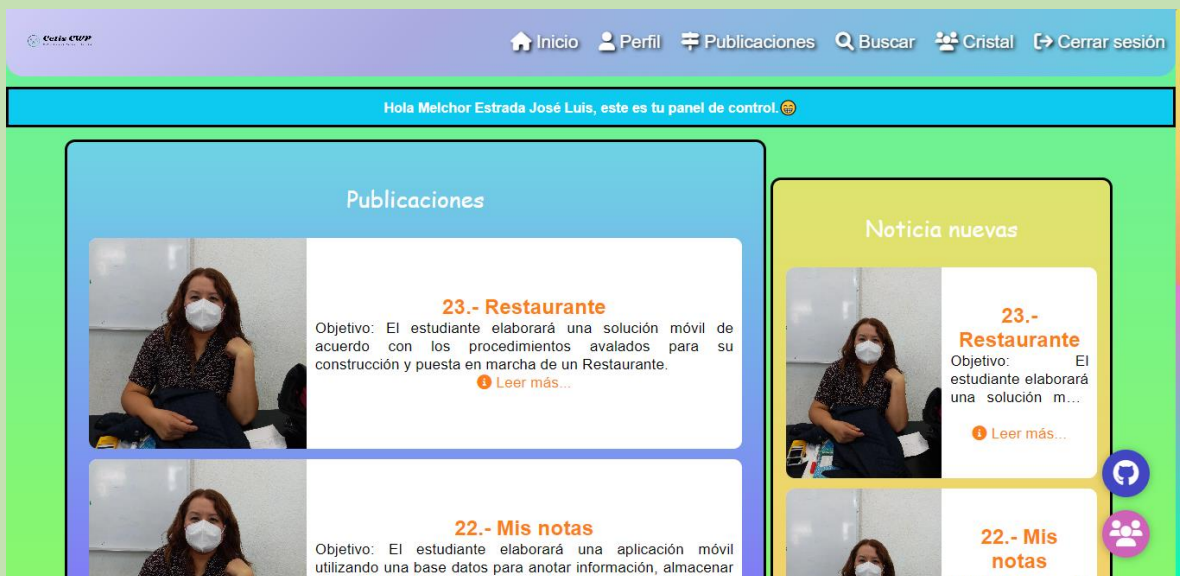 Cetis CWP
Inicio Perfil Publicaciones Buscar Cristal Cerrar sesión
Hola Melchor Estrada José Luis, este es tu panel de control.😁
Publicaciones
23.- Restaurante
Objetivo: El estudiante elaborará una solución móvil de
acuerdo con los procedimientos avalados para su
construcción y puesta en marcha de un Restaurante.
Leer más...
22.- Mis notas
Objetivo: El estudiante elaborará una aplicación móvil
utilizando una base datos para anotar información, almacenar
Noticia nuevas
23.-
Restaurante
Objetivo: El
estudiante elaborará
una solución m...
Leer más...
22.- Mis
notas